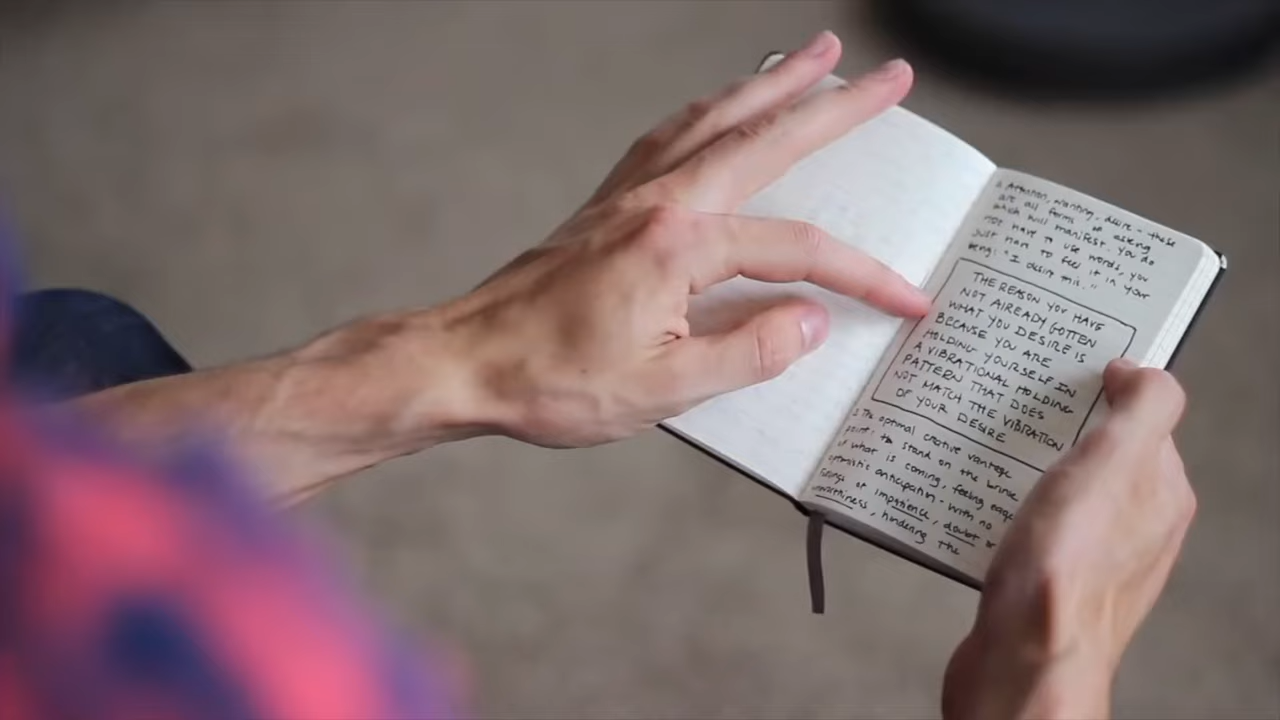 a Attention, wanting, desire - these
are all forms of asking
which will manifest. You do
not have to use words, you
just have to feel it in your
being: "I desire this."
THE REASON YOU HAVE
NOT AlREADY GOTTEN
WHAT YOU DESIRE IS
BECAUSE YOU ARE
HOLDING YOURSELF IN
A VIBRATIONAL HOLDING
PATTERN THAT DOES
NOT MATCH THE VIBRATION
OF YOUR DESIRE
The optimal creative vantage
point: to stand on the brink
of what is coming, feeling eager,
optimistic anticipation - with no
feelings of impatience, doubt or
unworthiness, hindering the